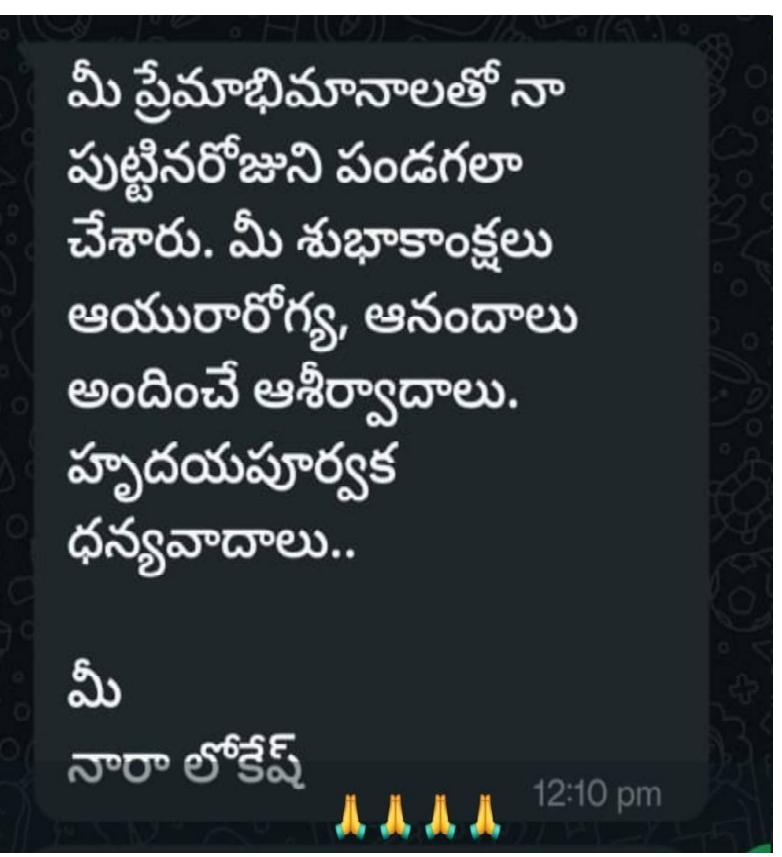 మీ ప్రేమాభిమానాలతో నా
పుట్టినరోజుని పండగలా
చేశారు. మీ శుభాకాంక్షలు
ఆయురారోగ్య, ఆనందాలు
అందించే ఆశీర్వాదాలు.
హృదయపూర్వక
ధన్యవాదాలు..
మీ
నారా లోకేష్
🙏🙏🙏🙏 12:10 pm